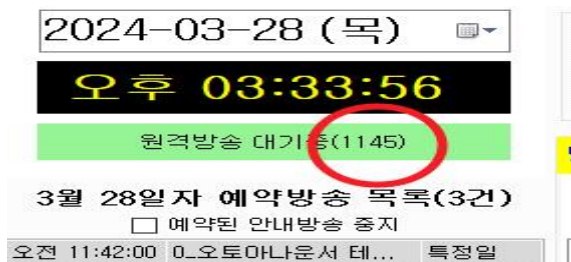 2024-03-28 (목)
오후 03:33:56
원격방송 대기중(1145)
3월 28일자 예약방송 목록(3건)
예약된 안내방송 중지
오전 11:42:00 0_오토아나운서 테... 특정일